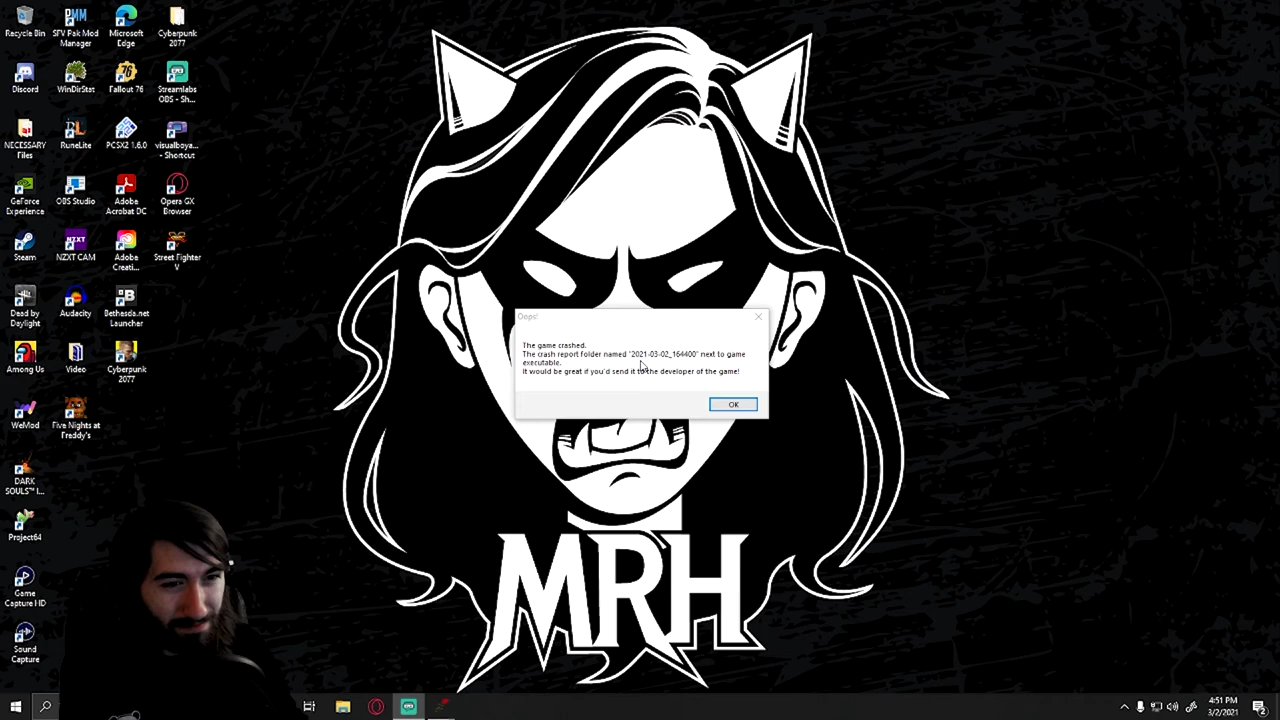 Recycle Bin
SFV Pak Mod
Manager
Microsoft
Edge
Cyberpunk
2077
Discord
WinDirStat
Fallout 76
Streamlabs
OBS - Sh...
NECESSARY
Files
RuneLite
PCSX2 1.6.0
visualboya...
- Shortcut
GeForce
Experience
OBS Studio
Adobe
Acrobat DC
Opera GX
Browser
Steam
NZXT
NZXT CAM
Adobe
Creati...
Street Fighter
V
Dead by
Daylight
Audacity
Bethesda.net
Launcher
Among Us
Video
Cyberpunk
2077
WeMod
Five Nights at
Freddy's
DARK
SOULS™ I...
Project64
Game
Capture HD
Sound
Capture
Oops!
The game crashed.
The crash report folder named "2021-03-02_164400" next to game
executable.
It would be great if you'd send it to the developer of the game!
OK
MRH
4:51 PM
3/2/2021
2